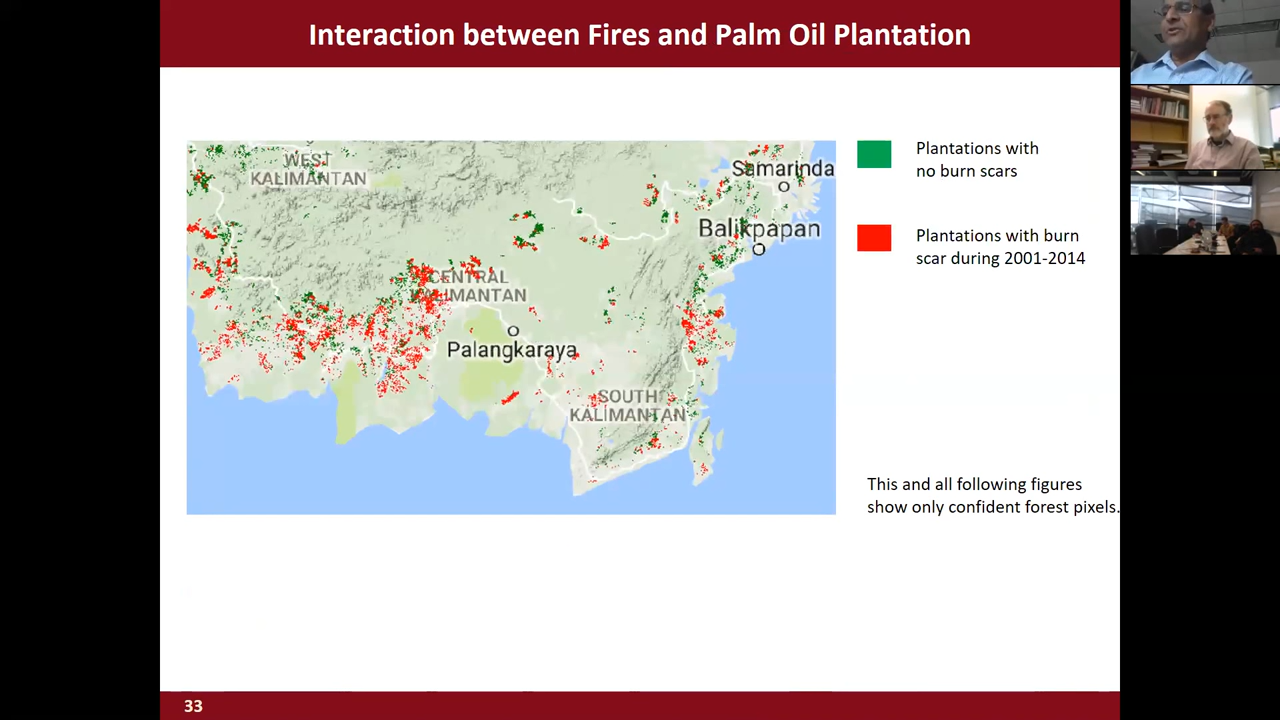 Interaction between Fires and Palm Oil Plantation
WEST
KALIMANTAN
Samarinda
Balikpapan
CENTRAL
KALIMANTAN
Palangkaraya
SOUTH
KALIMANTAN
Plantations with
no burn scars
Plantations with burn
scar during 2001-2014
This and all following figures
show only confident forest pixels.
33